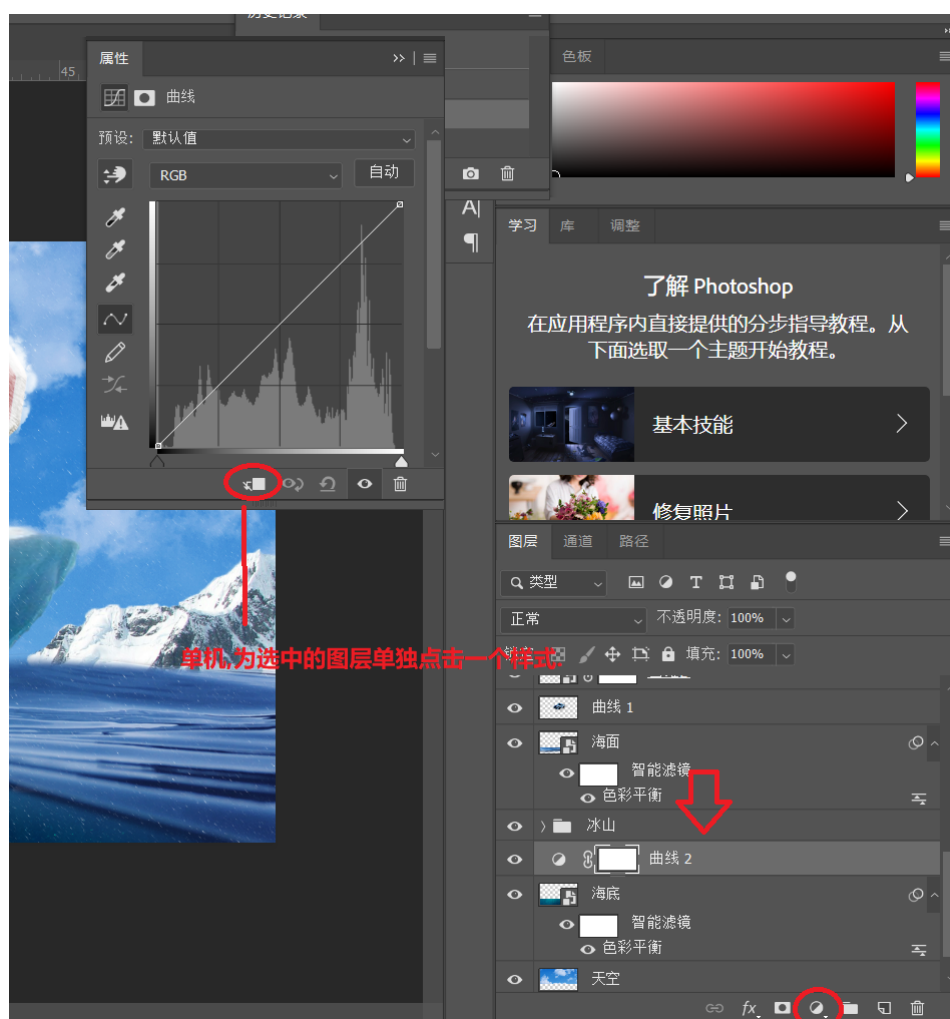 历史记录
属性
45
曲线
预设: 默认值
RGB
自动
色板
A|
学习 库 调整
了解 Photoshop
在应用程序内直接提供的分步指导教程。从
下面选取一个主题开始教程。
基本技能
修复照片
单机,为选中的图层单独点击一个样式.
图层 通道 路径
类型
正常 不透明度: 100%
填充: 100%
曲线 1
海面
智能滤镜
色彩平衡
冰山
曲线 2
海底
智能滤镜
色彩平衡
天空
fx